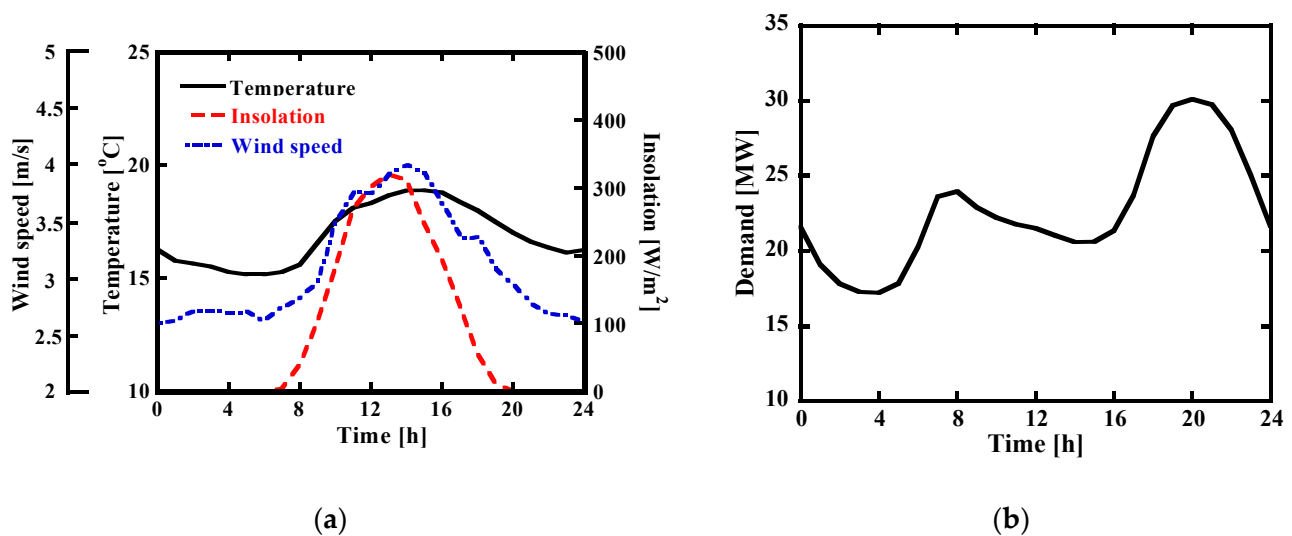 Wind speed [m/s]
5
4.5
4
3.5
3
2.5
2
Temperature [°C]
25
20
15
10
Temperature
Insolation
Wind speed
500
400
300
200
100
0
Insolation [W/m²]
0 4 8 12 16 20 24
Time [h]
(a)
Demand [MW]
35
30
25
20
15
10
0 4 8 12 16 20 24
Time [h]
(b)